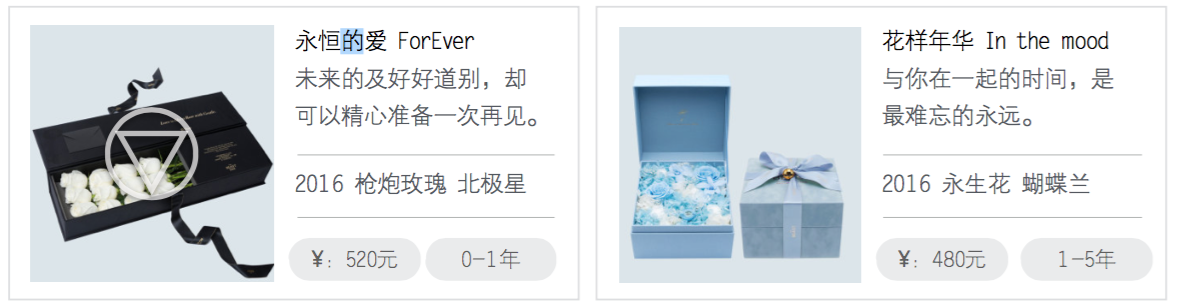 永恒的爱 ForEver
未来的及好好道别，却
可以精心准备一次再见。
2016 枪炮玫瑰 北极星
¥：520元
0-1年
花样年华 In the mood
与你在一起的时间，是
最难忘的永远。
2016 永生花 蝴蝶兰
¥：480元
1-5年